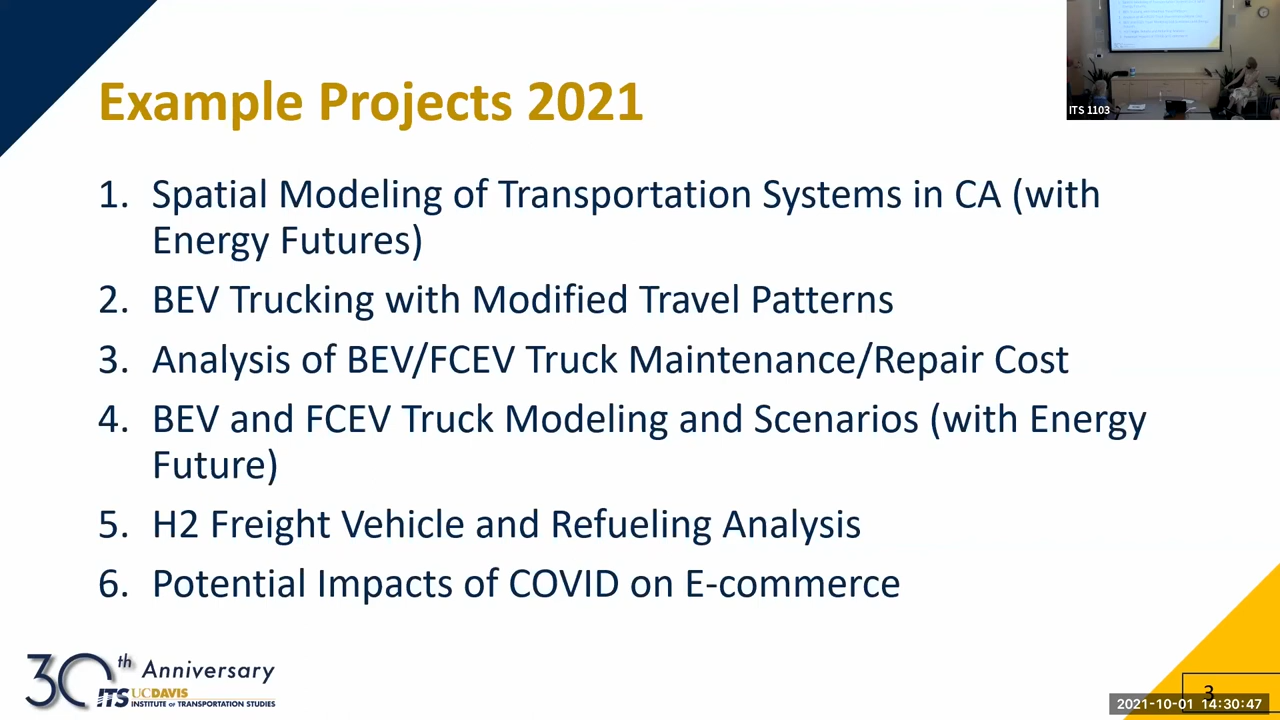 Example Projects 2021
ITS 1103
1. Spatial Modeling of Transportation Systems in CA (with
Energy Futures)
2. BEV Trucking with Modified Travel Patterns
3. Analysis of BEV/FCEV Truck Maintenance/Repair Cost
4. BEV and FCEV Truck Modeling and Scenarios (with Energy
Future)
5. H2 Freight Vehicle and Refueling Analysis
6. Potential Impacts of COVID on E-commerce
30th Anniversary
ITS UCDAVIS
INSTITUTE OF TRANSPORTATION STUDIES
3
2021-10-01 14:30:47